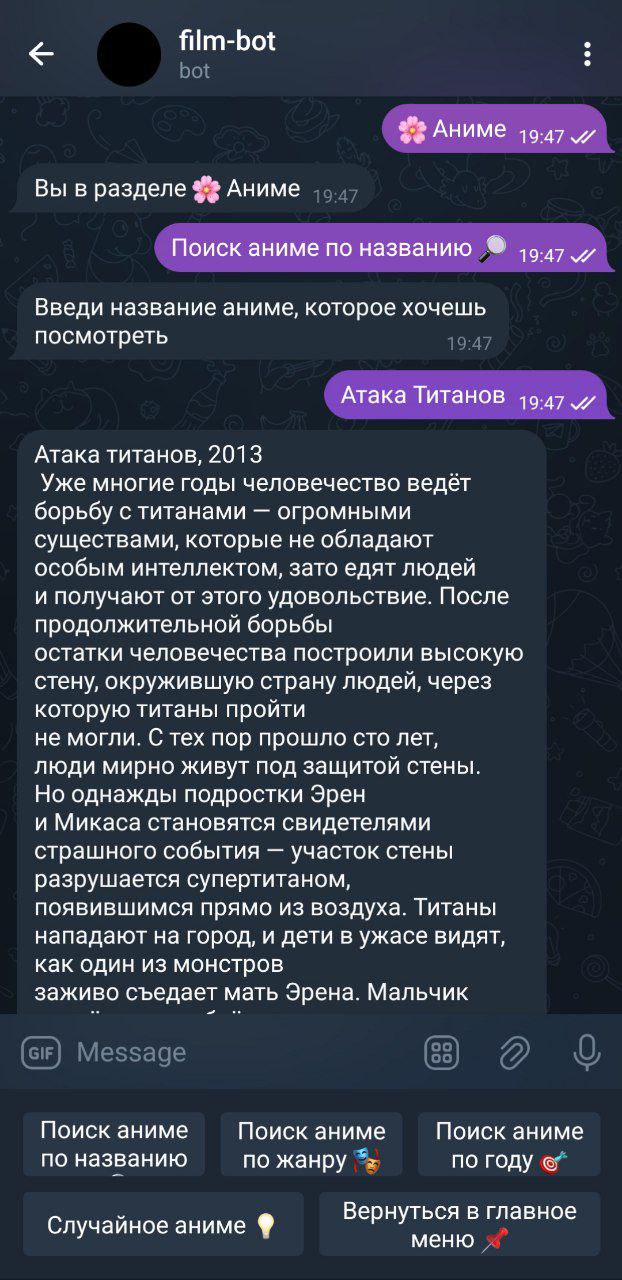 film-bot
bot
🌸 Аниме 19:47
Вы в разделе 🌸 Аниме 19:47
Поиск аниме по названию 🔎 19:47
Введи название аниме, которое хочешь
посмотреть 19:47
Атака Титанов 19:47
Атака титанов, 2013
Уже многие годы человечество ведёт
борьбу с титанами — огромными
существами, которые не обладают
особым интеллектом, зато едят людей
и получают от этого удовольствие. После
продолжительной борьбы
остатки человечества построили высокую
стену, окружившую страну людей, через
которую титаны пройти
не могли. С тех пор прошло сто лет,
люди мирно живут под защитой стены.
Но однажды подростки Эрен
и Микаса становятся свидетелями
страшного события — участок стены
разрушается супертитаном,
появившимся прямо из воздуха. Титаны
нападают на город, и дети в ужасе видят,
как один из монстров
заживо съедает мать Эрена. Мальчик
GIF Message
Поиск аниме
по названию
Поиск аниме
по жанру 🎭
Поиск аниме
по году 🎯
Случайное аниме 💡
Вернуться в главное
меню 📌